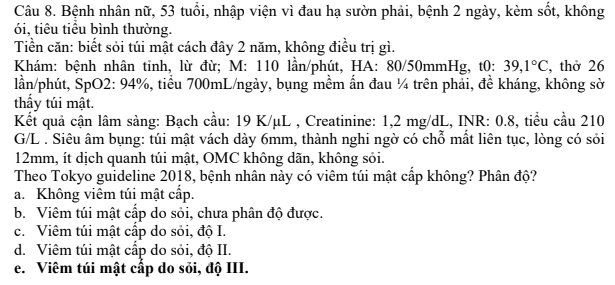 Câu 8. Bệnh nhân nữ, 53 tuổi, nhập viện vì đau hạ sườn phải, bệnh 2 ngày, kèm sốt, không
ói, tiêu tiểu bình thường.
Tiền căn: biết sỏi túi mật cách đây 2 năm, không điều trị gì.
Khám: bệnh nhân tỉnh, lừ đừ; M: 110 lần/phút, HA: 80/50mmHg, t0: 39,1°C, thở 26
lần/phút, SpO2: 94%, tiểu 700mL/ngày, bụng mềm ấn đau ¼ trên phải, đề kháng, không sờ
thấy túi mật.
Kết quả cận lâm sàng: Bạch cầu: 19 K/µL , Creatinine: 1,2 mg/dL, INR: 0.8, tiểu cầu 210
G/L . Siêu âm bụng: túi mật vách dày 6mm, thành nghi ngờ có chỗ mất liên tục, lòng có sỏi
12mm, ít dịch quanh túi mật, OMC không dãn, không sỏi.
Theo Tokyo guideline 2018, bệnh nhân này có viêm túi mật cấp không? Phân độ?
a. Không viêm túi mật cấp.
b. Viêm túi mật cấp do sỏi, chưa phân độ được.
c. Viêm túi mật cấp do sỏi, độ I.
d. Viêm túi mật cấp do sỏi, độ II.
e. Viêm túi mật cấp do sỏi, độ III.